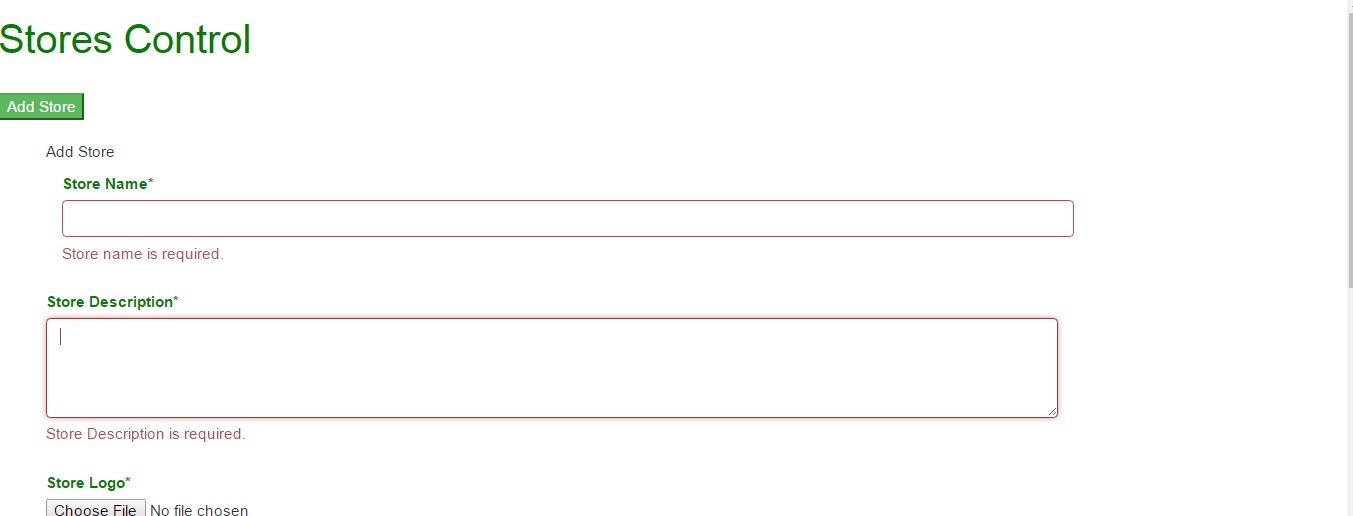 Stores Control
Add Store
Add Store
Store Name*
Store name is required.
Store Description*
Store Description is required.
Store Logo*
Choose File No file chosen